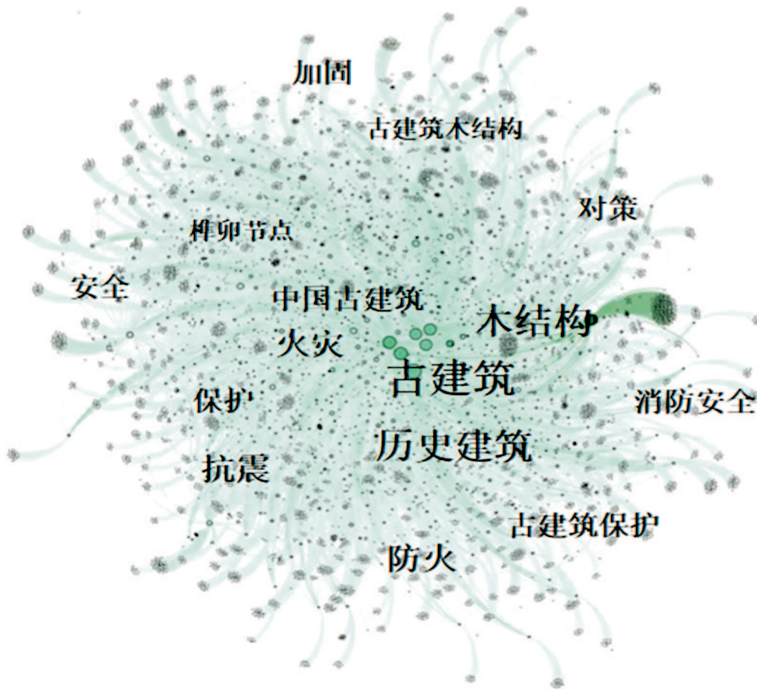 加固
古建筑木结构
对策
榫卯节点
安全
中国古建筑
木结构
火灾
古建筑
保护
消防安全
历史建筑
抗震
古建筑保护
防火